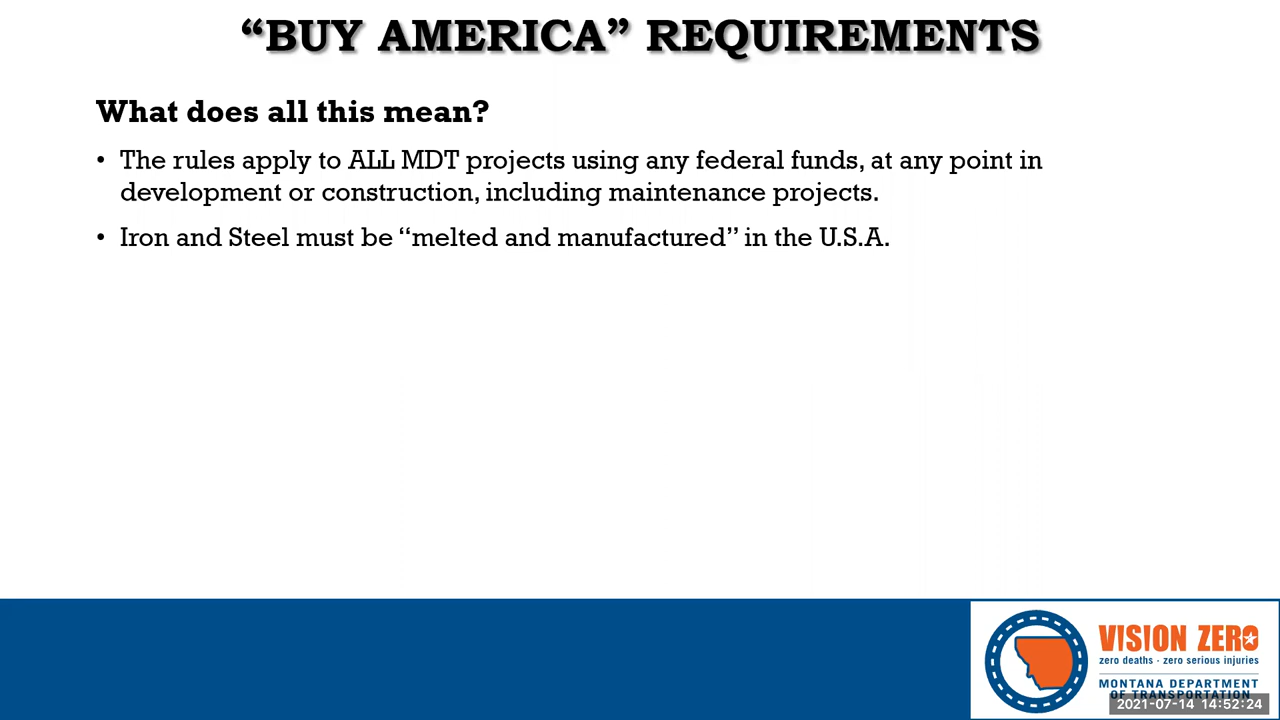 “BUY AMERICA” REQUIREMENTS
What does all this mean?
• The rules apply to ALL MDT projects using any federal funds, at any point in
development or construction, including maintenance projects.
• Iron and Steel must be “melted and manufactured” in the U.S.A.
VISION ZERO
zero deaths · zero serious injuries
MONTANA DEPARTMENT
OF TRANSPORTATION
2021-07-14 14:52:24